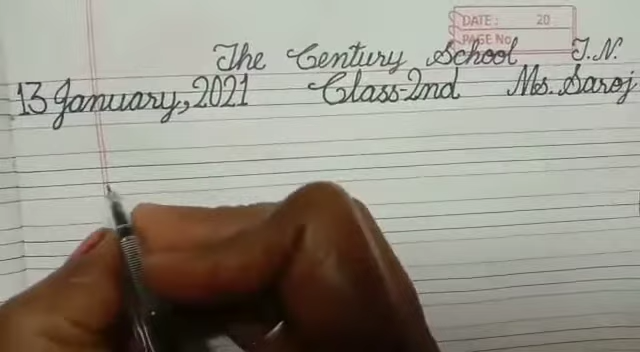 DATE: 20
PAGE No.
The Century School T.N.
13 January, 2021 Class-2nd Ms. Saroj